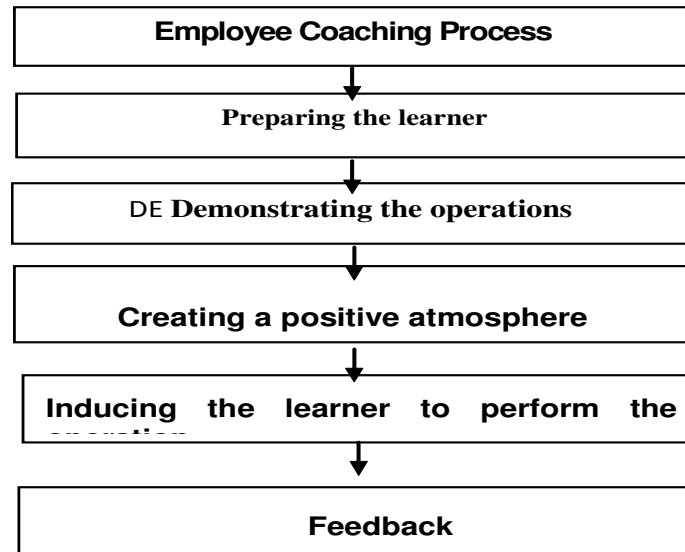 Employee Coaching Process
Preparing the learner
DE Demonstrating the operations
Creating a positive atmosphere
Inducing the learner to perform the
Feedback